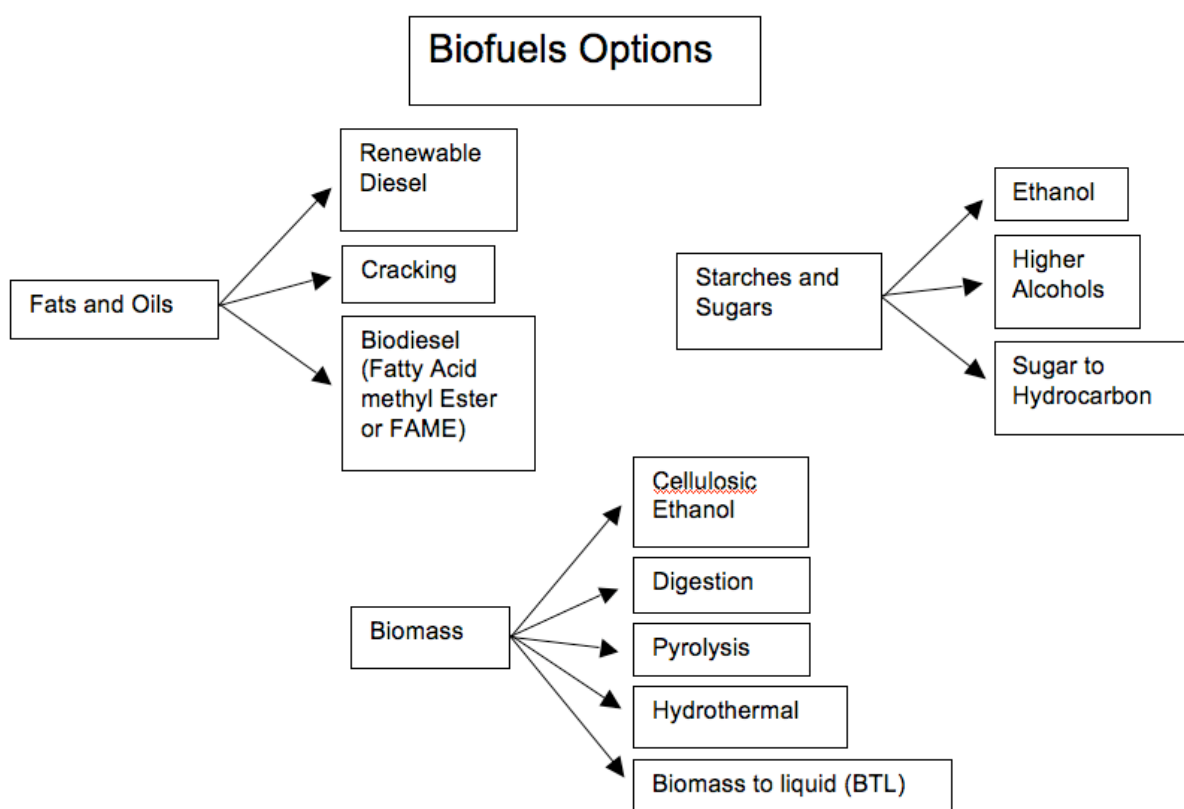 Biofuels Options
Renewable
Diesel
Cracking
Fats and Oils
Biodiesel
(Fatty Acid
methyl Ester
or FAME)
Starches and
Sugars
Ethanol
Higher
Alcohols
Sugar to
Hydrocarbon
Biomass
Cellulosic
Ethanol
Digestion
Pyrolysis
Hydrothermal
Biomass to liquid (BTL)